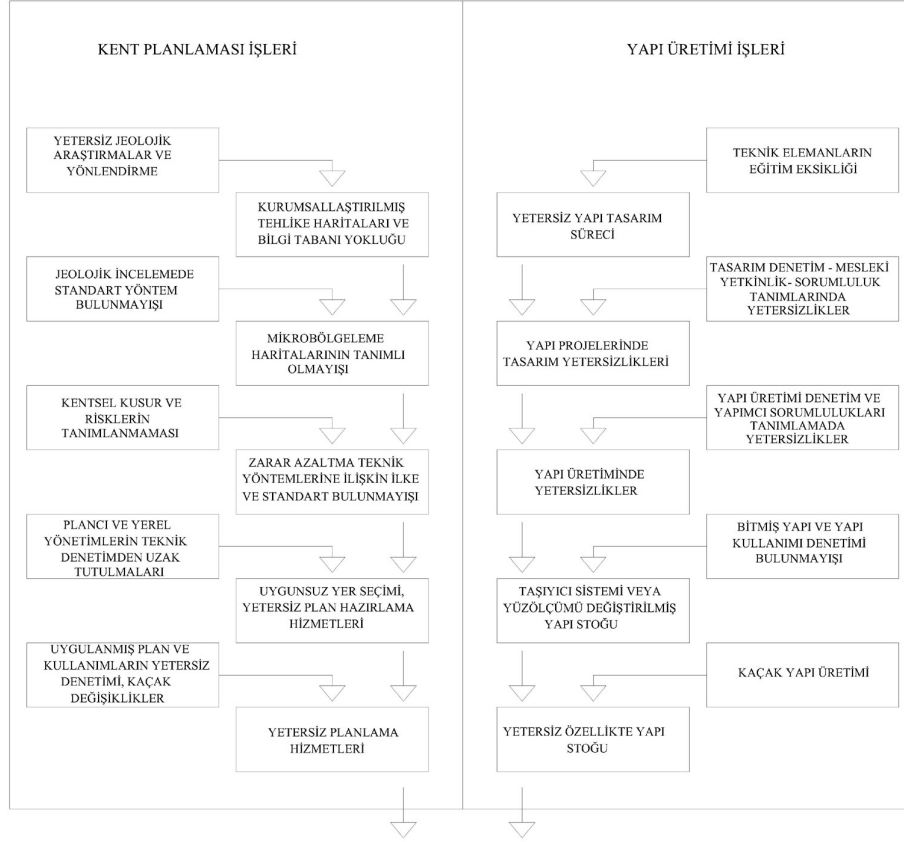 KENT PLANLAMASI İŞLERİ
YETERSİZ JEOLOJİK
ARAŞTIRMALAR VE
YÖNLENDİRME
KURUMSALLAŞTIRILMIŞ
TEHLİKE HARİTALARI VE
BİLGİ TABANI YOKLUĞU
JEOLOJİK İNCELEMEDE
STANDART YÖNTEM
BULUNMAYIŞI
MİKROBÖLGELEME
HARİTALARININ TANIMLI
OLMAYIŞI
KENTSEL KUSUR VE
RİSKLERİN
TANIMLANMAMASI
ZARAR AZALTMA TEKNİK
YÖNTEMLERİNE İLİŞKİN İLKE
VE STANDART BULUNMAYIŞI
PLANCI VE YEREL
YÖNETİMLERİN TEKNİK
DENETİMDEN UZAK
TUTULMALARI
UYGUNSUZ YER SEÇİMİ,
YETERSİZ PLAN HAZIRLAMA
HİZMETLERİ
UYGULANMIŞ PLAN VE
KULLANIMLARIN YETERSİZ
DENETİMİ, KAÇAK
DEĞİŞİKLİKLER
YETERSİZ PLANLAMA
HİZMETLERİ
YAPI ÜRETİMİ İŞLERİ
TEKNİK ELEMANLARIN
EĞİTİM EKSİKLİĞİ
YETERSİZ YAPI TASARIM
SÜRECİ
TASARIM DENETİM - MESLEKİ
YETKİNLİK- SORUMLULUK
TANIMLARINDA
YETERSİZLİKLER
YAPI PROJELERİNDE
TASARIM YETERSİZLİKLERİ
YAPI ÜRETİMİ DENETİM VE
YAPIMCI SORUMLULUKLARI
TANIMLAMADA
YETERSİZLİKLER
YAPI ÜRETİMİNDE
YETERSİZLİKLER
BİTMİŞ YAPI VE YAPI
KULLANIMI DENETİMİ
BULUNMAYIŞI
TAŞIYICI SİSTEMİ VEYA
YÜZÖLÇÜMÜ DEĞİŞTİRİLMİŞ
YAPI STOĞU
KAÇAK YAPI ÜRETİMİ
YETERSİZ ÖZELLİKTE YAPI
STOĞU